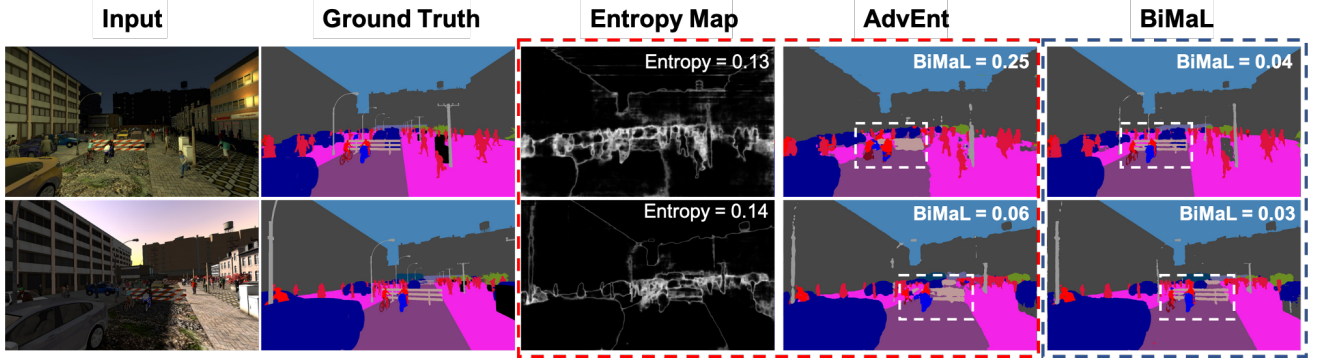 Input
Ground Truth
Entropy Map
AdvEnt
BiMaL
Entropy = 0.13
BiMaL = 0.25
BiMaL = 0.04
Entropy = 0.14
BiMaL = 0.06
BiMaL = 0.03